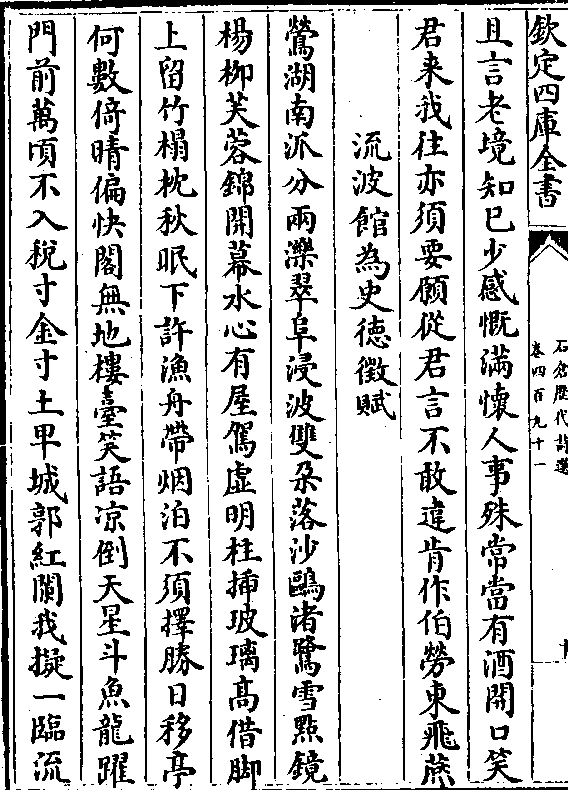 欽定四庫全書
石倉歷代詩選
卷四百九十一
且言老境知已少感慨滿懷人事殊常當有酒開口笑
君来我往亦須要願從君言不敢違肯作伯勞東飛燕
流波館為史德徵賦
鶯湖南派分兩濼翠阜浸波雙朶落沙鷗渚鷺雪點鏡
楊柳芙蓉錦開幕水心有屋駕虛明柱揷玻璃高借脚
上留竹榻枕秋眠下許漁舟帶烟泊不須擇勝日移亭
何數倚晴偏快閣無地樓臺笑語凉倒天星斗魚龍躍
門前萬頃不入稅寸金寸土甲城郭紅闌我擬一臨流